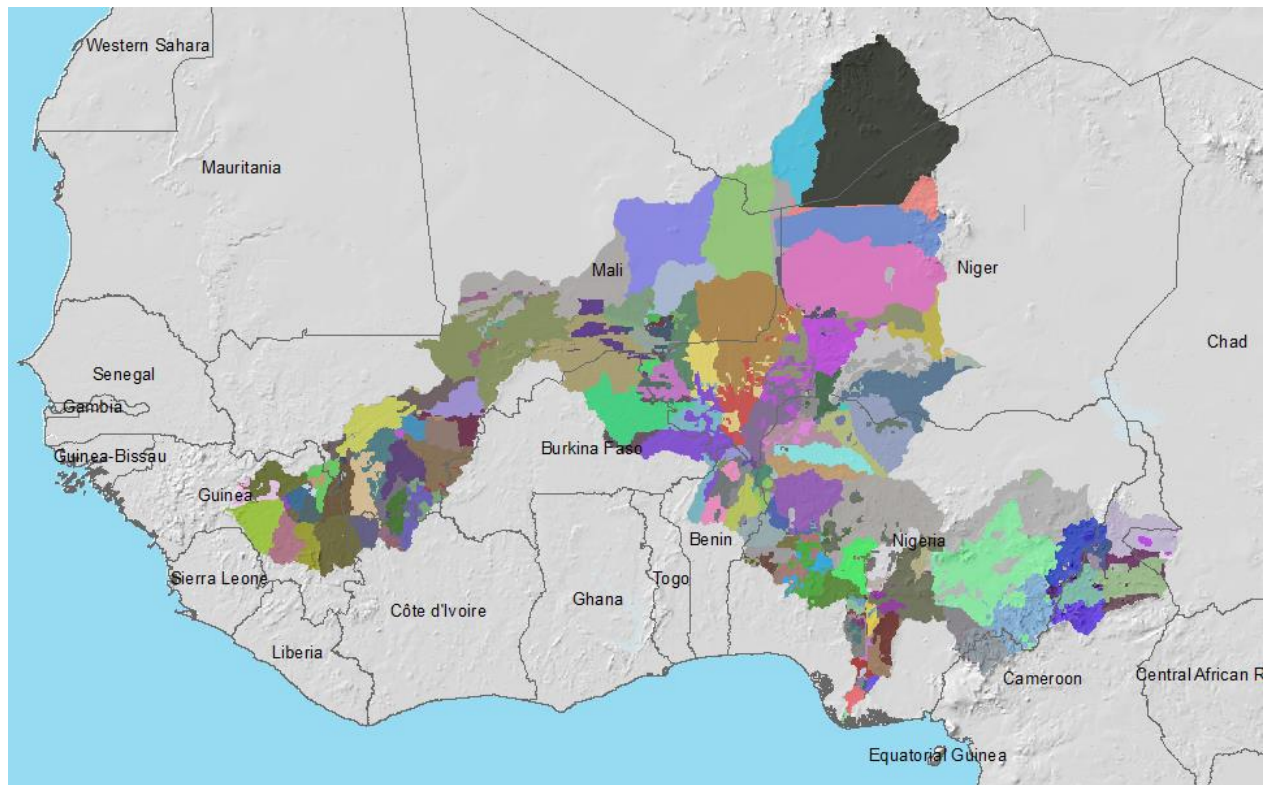 Western Sahara
Mauritania
Mali
Niger
Chad
Senegal
Gambia
Guinea-Bissau
Burkina Faso
Guinea
Benin
Nigeria
Sierra Leone
Togo
Ghana
Côte d'Ivoire
Liberia
Cameroon
Central African R
Equatorial Guinea